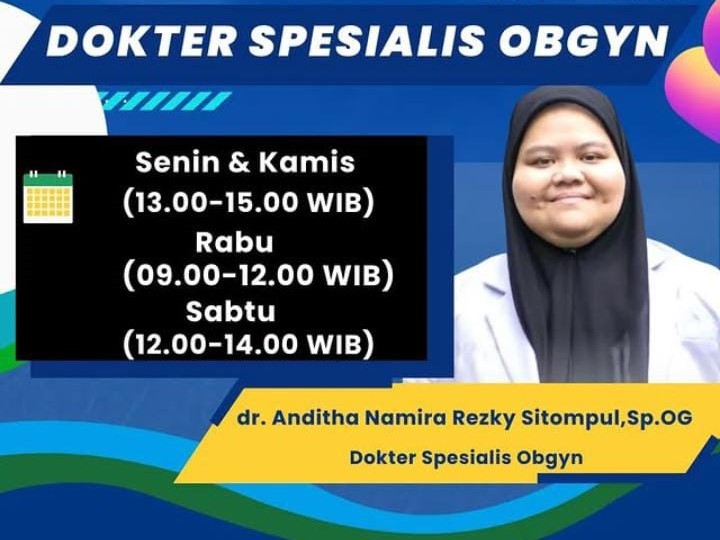 DOKTER SPESIALIS OBGYN
Senin & Kamis
(13.00-15.00 WIB)
Rabu
(09.00-12.00 WIB)
Sabtu
(12.00-14.00 WIB)
dr. Anditha Namira Rezky Sitompul,Sp.OG
Dokter Spesialis Obgyn